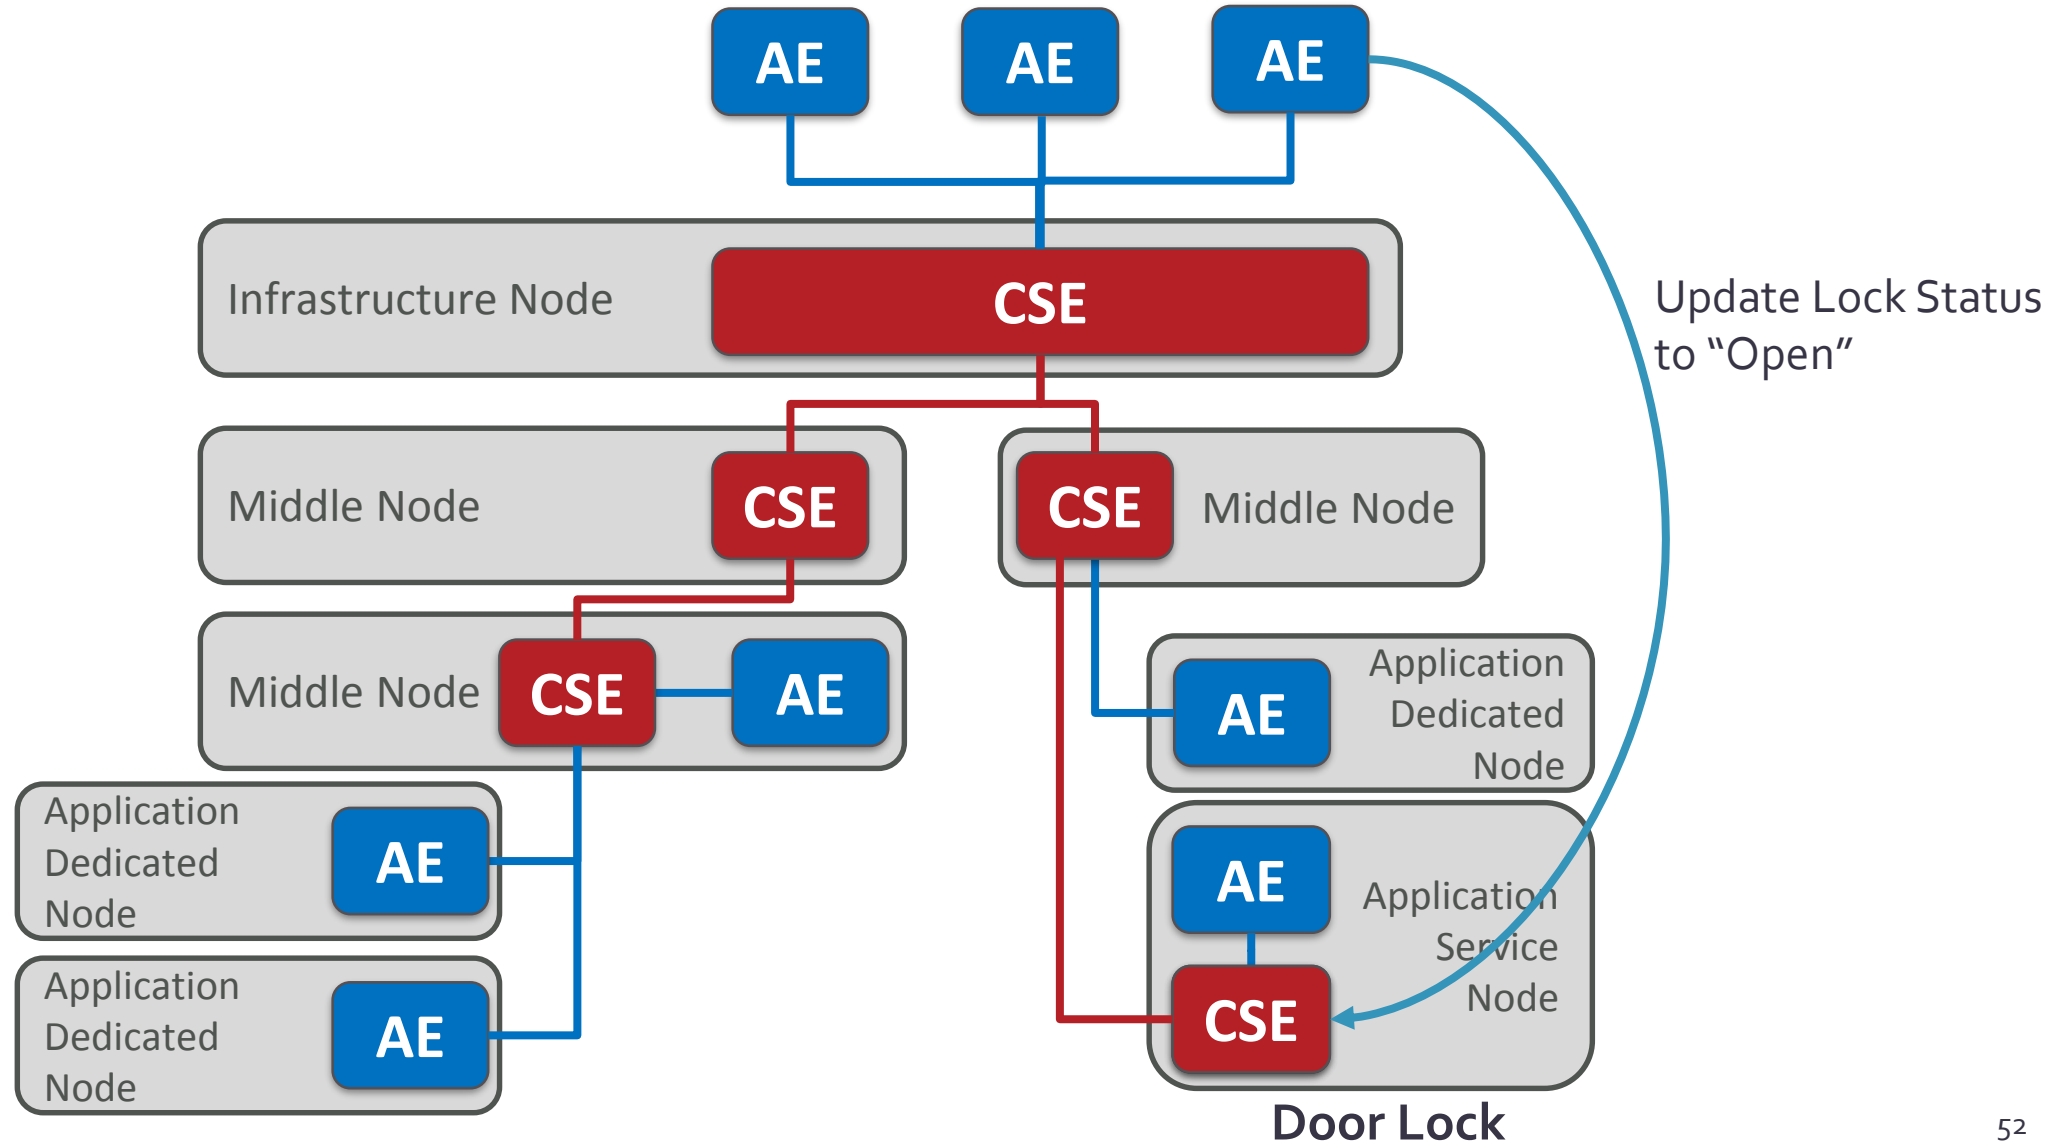 AE
AE
AE
Infrastructure Node
CSE
Update Lock Status
to “Open”
Middle Node
CSE
CSE
Middle Node
Middle Node
CSE
AE
AE
Application
Dedicated
Node
Application
Dedicated
Node
AE
AE
Application
Service
Node
CSE
Application
Dedicated
Node
AE
Door Lock
52